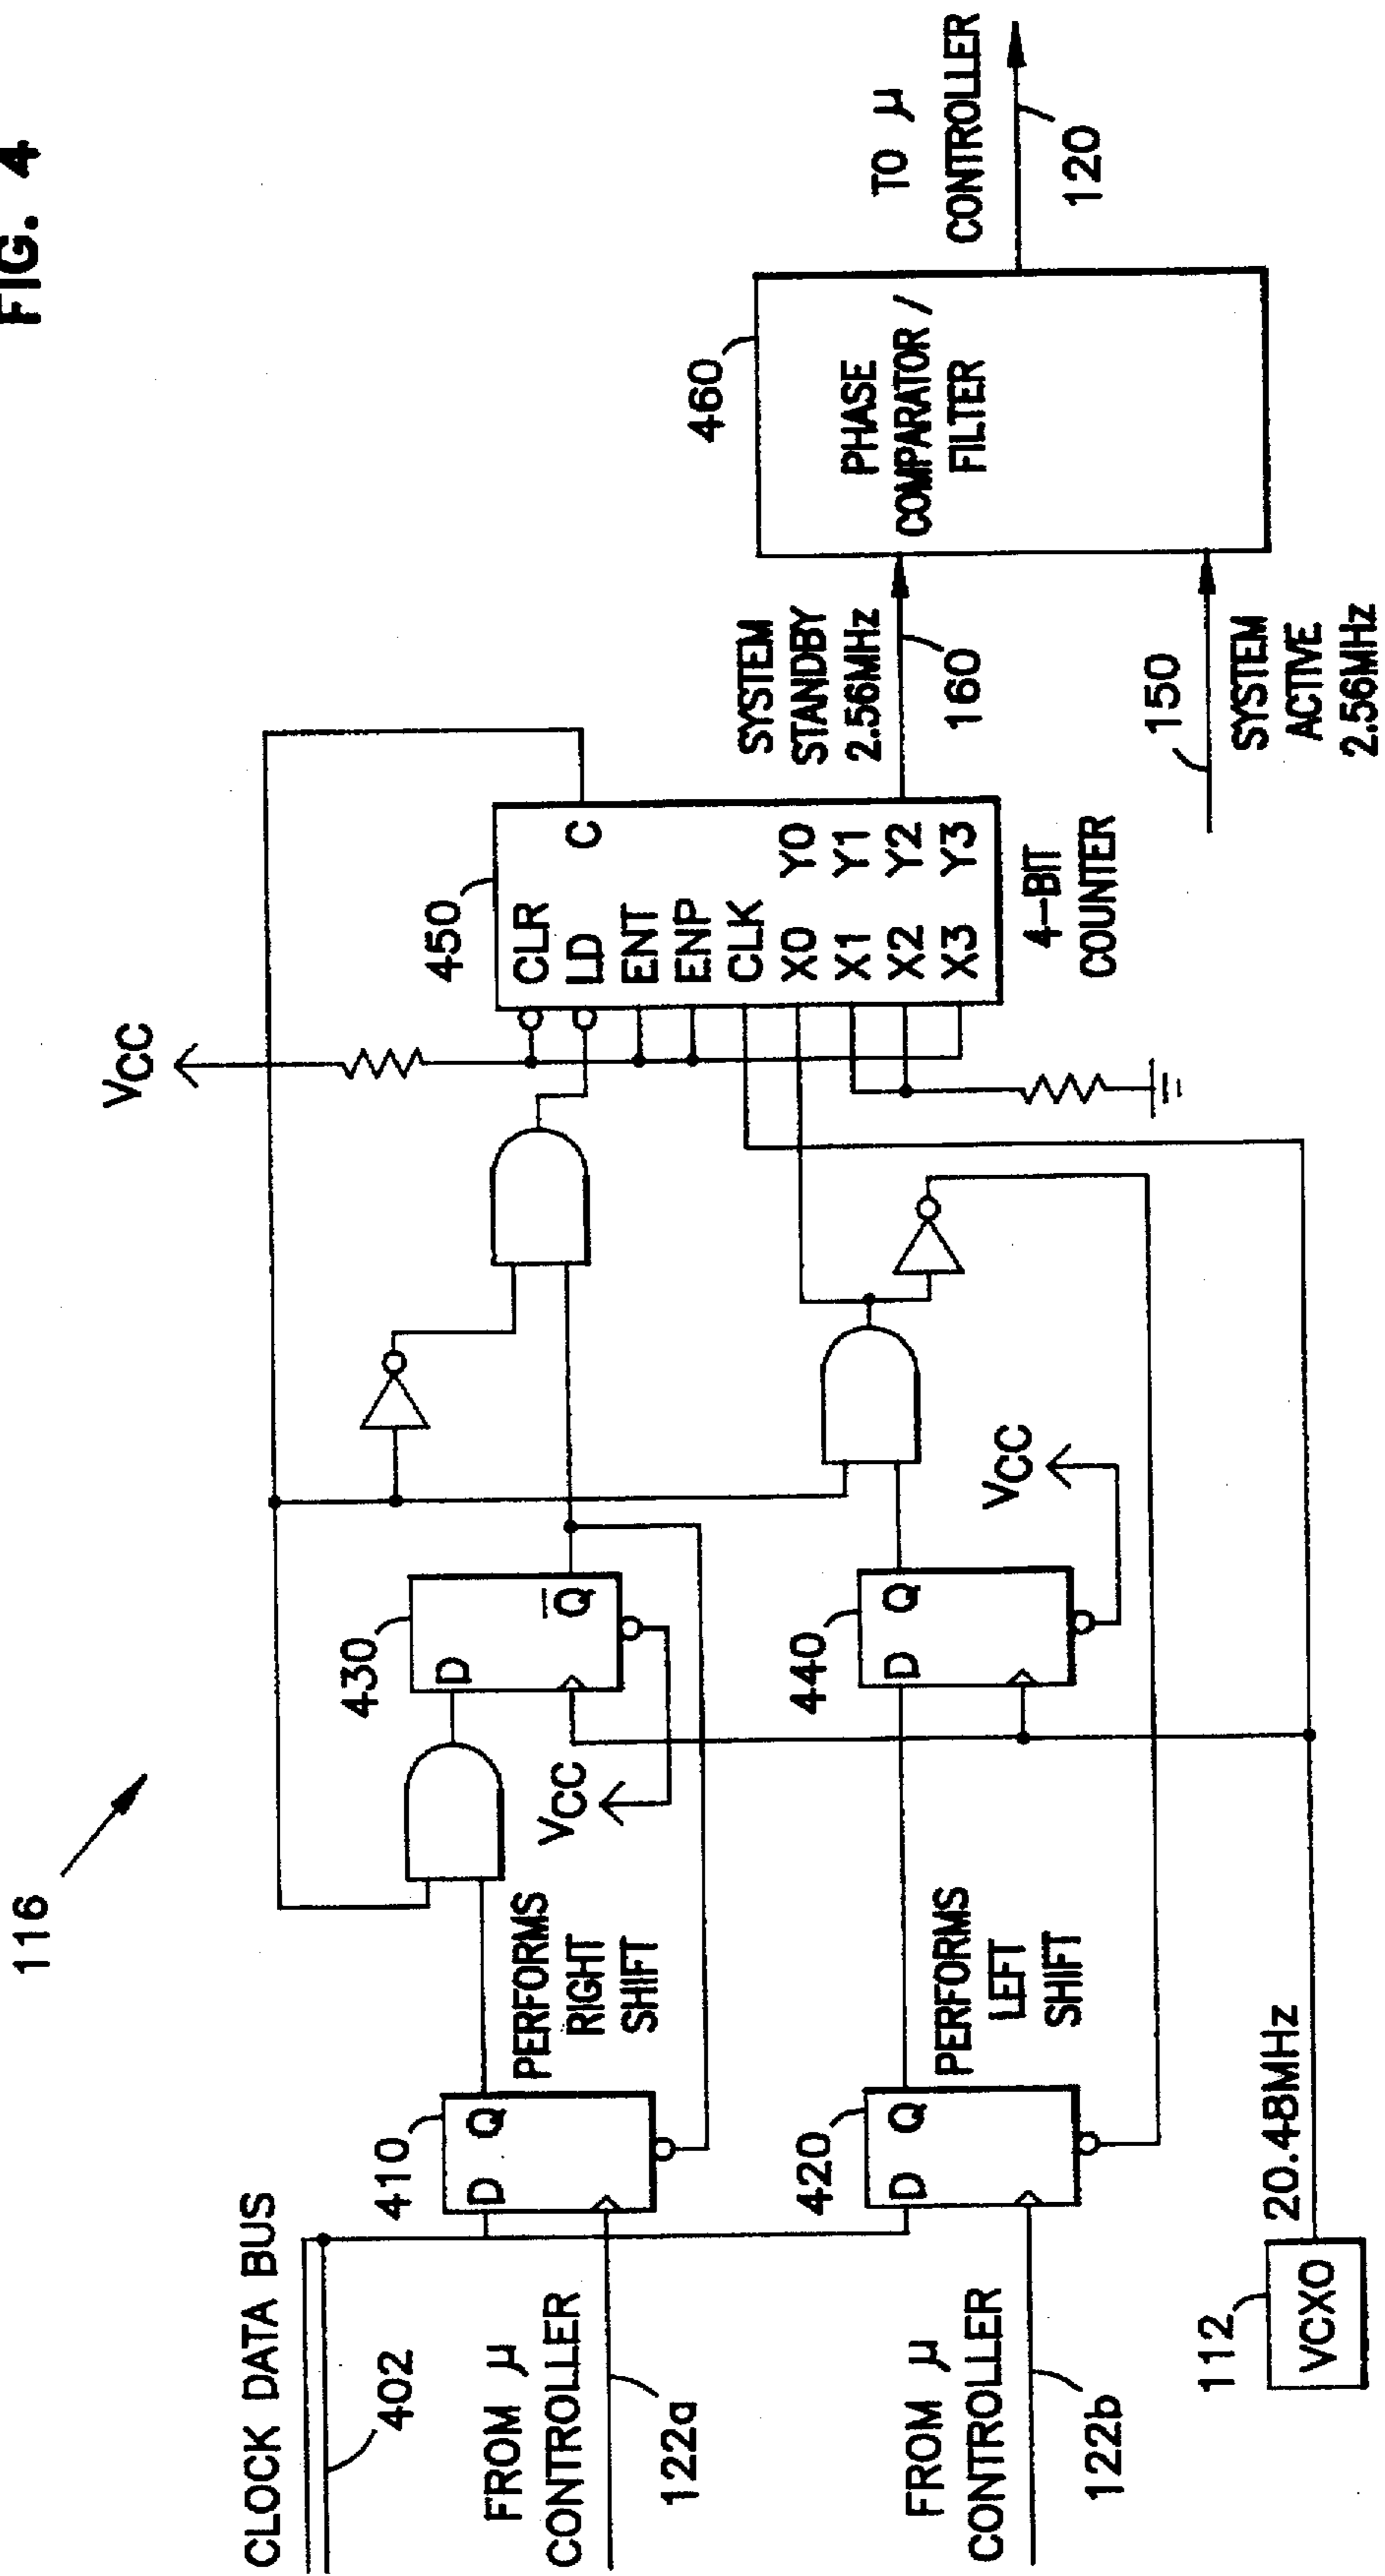 FIG. 4
116
CLOCK DATA BUS
402
FROM μ
CONTROLLER
122a
410
D Q
PERFORMS
RIGHT
SHIFT
430
D
Q̅
VCC
FROM μ
CONTROLLER
122b
420
D Q
PERFORMS
LEFT
SHIFT
440
D Q
VCC
112
VCXO
20.48MHz
VCC
450
CLR
LD C
ENT
ENP
CLK
X0 Y0
X1 Y1
X2 Y2
X3 Y3
4-BIT
COUNTER
SYSTEM
STANDBY
2.56MHz
160
150
SYSTEM
ACTIVE
2.56MHz
460
PHASE
COMPARATOR /
FILTER
TO μ
CONTROLLER
120